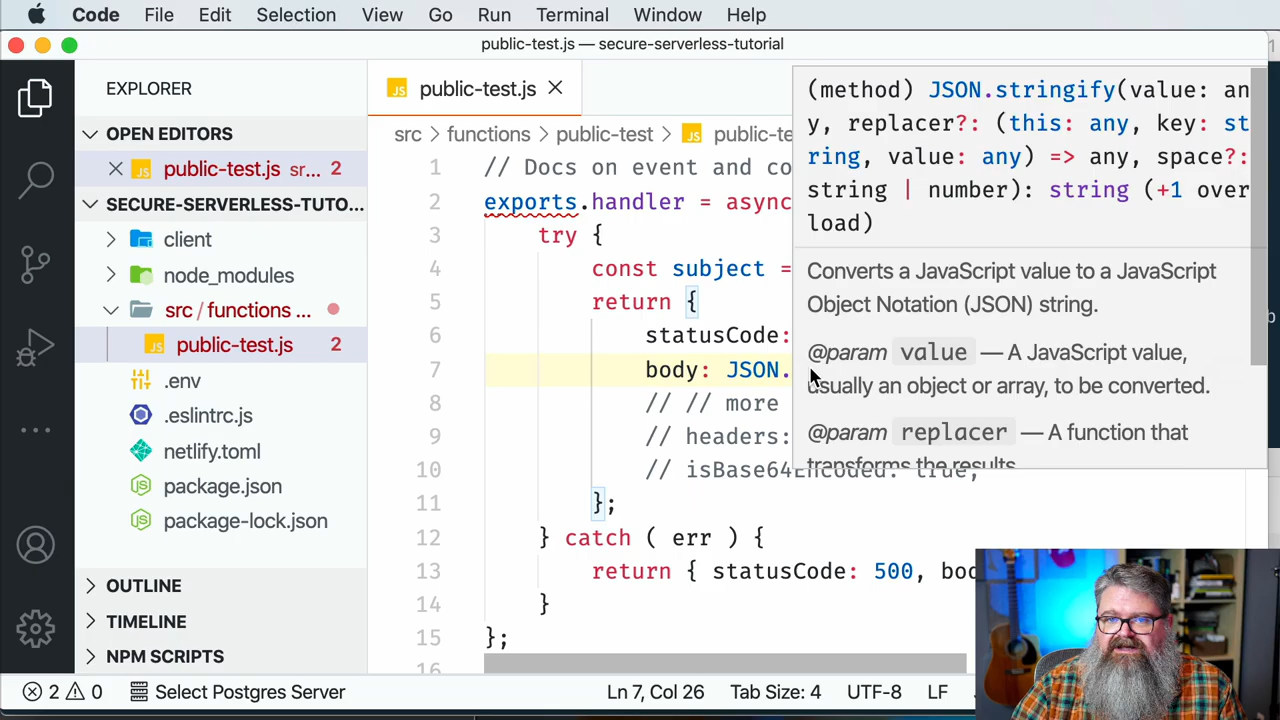 Code File Edit Selection View Go Run Terminal Window Help
public-test.js — secure-serverless-tutorial
EXPLORER
OPEN EDITORS
public-test.js sr... 2
SECURE-SERVERLESS-TUTO...
client
node_modules
src / functions ...
public-test.js 2
.env
.eslintrc.js
netlify.toml
package.json
package-lock.json
OUTLINE
TIMELINE
NPM SCRIPTS
public-test.js
src > functions > public-test > public-te
1 // Docs on event and co
2 exports.handler = async
3 try {
4 const subject =
5 return {
6 statusCode:
7 body: JSON.
8 // // more
9 // headers:
10 // isBase64Encoded: true,
11 };
12 } catch ( err ) {
13 return { statusCode: 500, bo
14 }
15 };
16
(method) JSON.stringify(value: an
y, replacer?: (this: any, key: st
ring, value: any) => any, space?:
string | number): string (+1 over
load)
Converts a JavaScript value to a JavaScript
Object Notation (JSON) string.
@param value — A JavaScript value,
usually an object or array, to be converted.
@param replacer — A function that
transforms the results.
2 0 Select Postgres Server Ln 7, Col 26 Tab Size: 4 UTF-8 LF